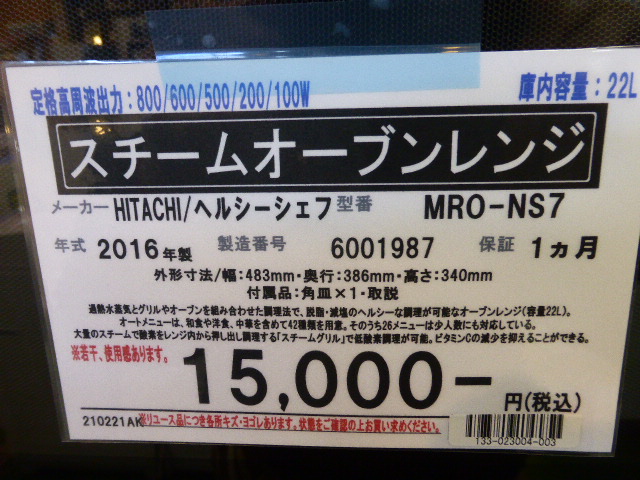 定格高周波出力：800/600/500/200/100W 庫内容量：22L
スチームオーブンレンジ
メーカー HITACHI/ヘルシーシェフ 型番 MRO-NS7
年式 2016年製 製造番号 6001987 保証 1ヵ月
外形寸法/幅：483mm・奥行：386mm・高さ：340mm
付属品：角皿×1・取説
過熱水蒸気とグリルやオーブンを組み合わせた調理法で、脱脂・減塩のヘルシーな調理が可能なオーブンレンジ(容量22L)。
オートメニューは、和食や洋食、中華を含めて42種類を用意。そのうち26メニューは少人数にも対応している。
大量のスチームで酸素をレンジ内から押し出し調理する「スチームグリル」で低酸素調理が可能。ビタミンCの減少を抑えることができる。
※若干、使用感あります。
15,000-
円(税込)
210221AK ※リユース品につき各所キズ・ヨゴレあります。状態をご確認の上お買い求めください。
133-023004-003